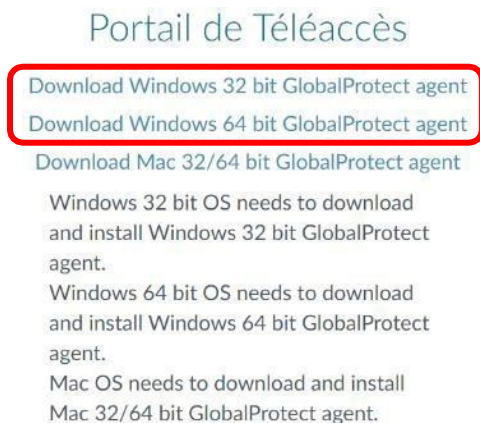 Portail de Téléaccès
Download Windows 32 bit GlobalProtect agent
Download Windows 64 bit GlobalProtect agent
Download Mac 32/64 bit GlobalProtect agent
Windows 32 bit OS needs to download
and install Windows 32 bit GlobalProtect
agent.
Windows 64 bit OS needs to download
and install Windows 64 bit GlobalProtect
agent.
Mac OS needs to download and install
Mac 32/64 bit GlobalProtect agent.